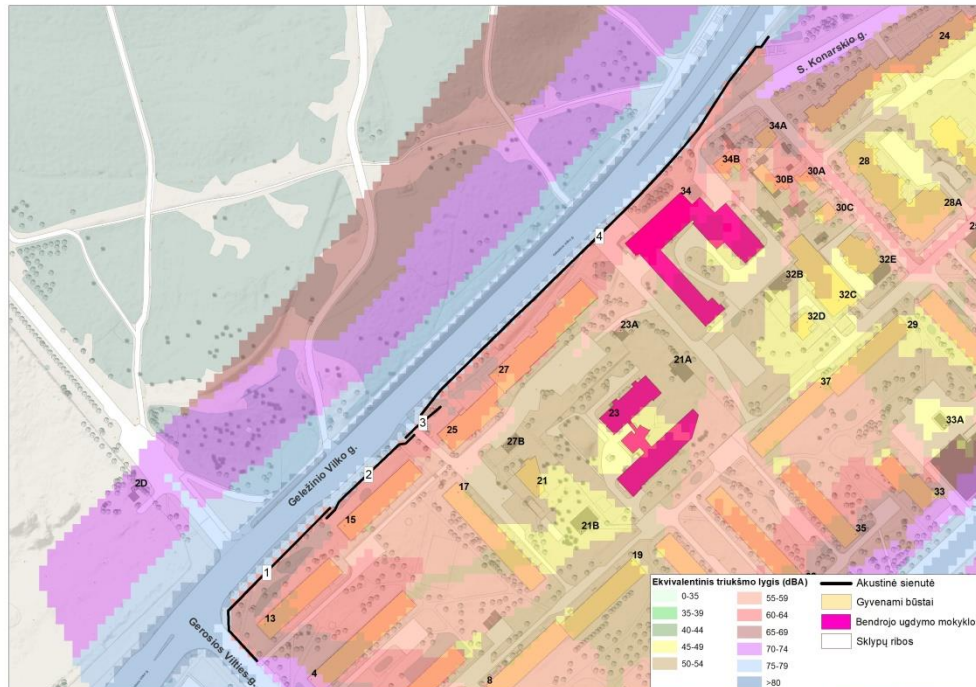 24
S. Konarskio g.
34A
34B
30B
30A
28
34
30C
28A
4
32E
32B
32C
32D
29
23A
21A
27
37
23
33A
3
25
27B
Geležinio Vilko g.
2
2D
21
17
33
15
21B
35
19
1
13
Gerosios Vilties g.
4
8
Ekvivalentinis triukšmo lygis (dBA)
0-35
35-39
40-44
45-49
50-54
55-59
60-64
65-69
70-74
75-79
>80
Akustinė sienutė
Gyvenami būstai
Bendrojo ugdymo mokyklo
Sklypų ribos